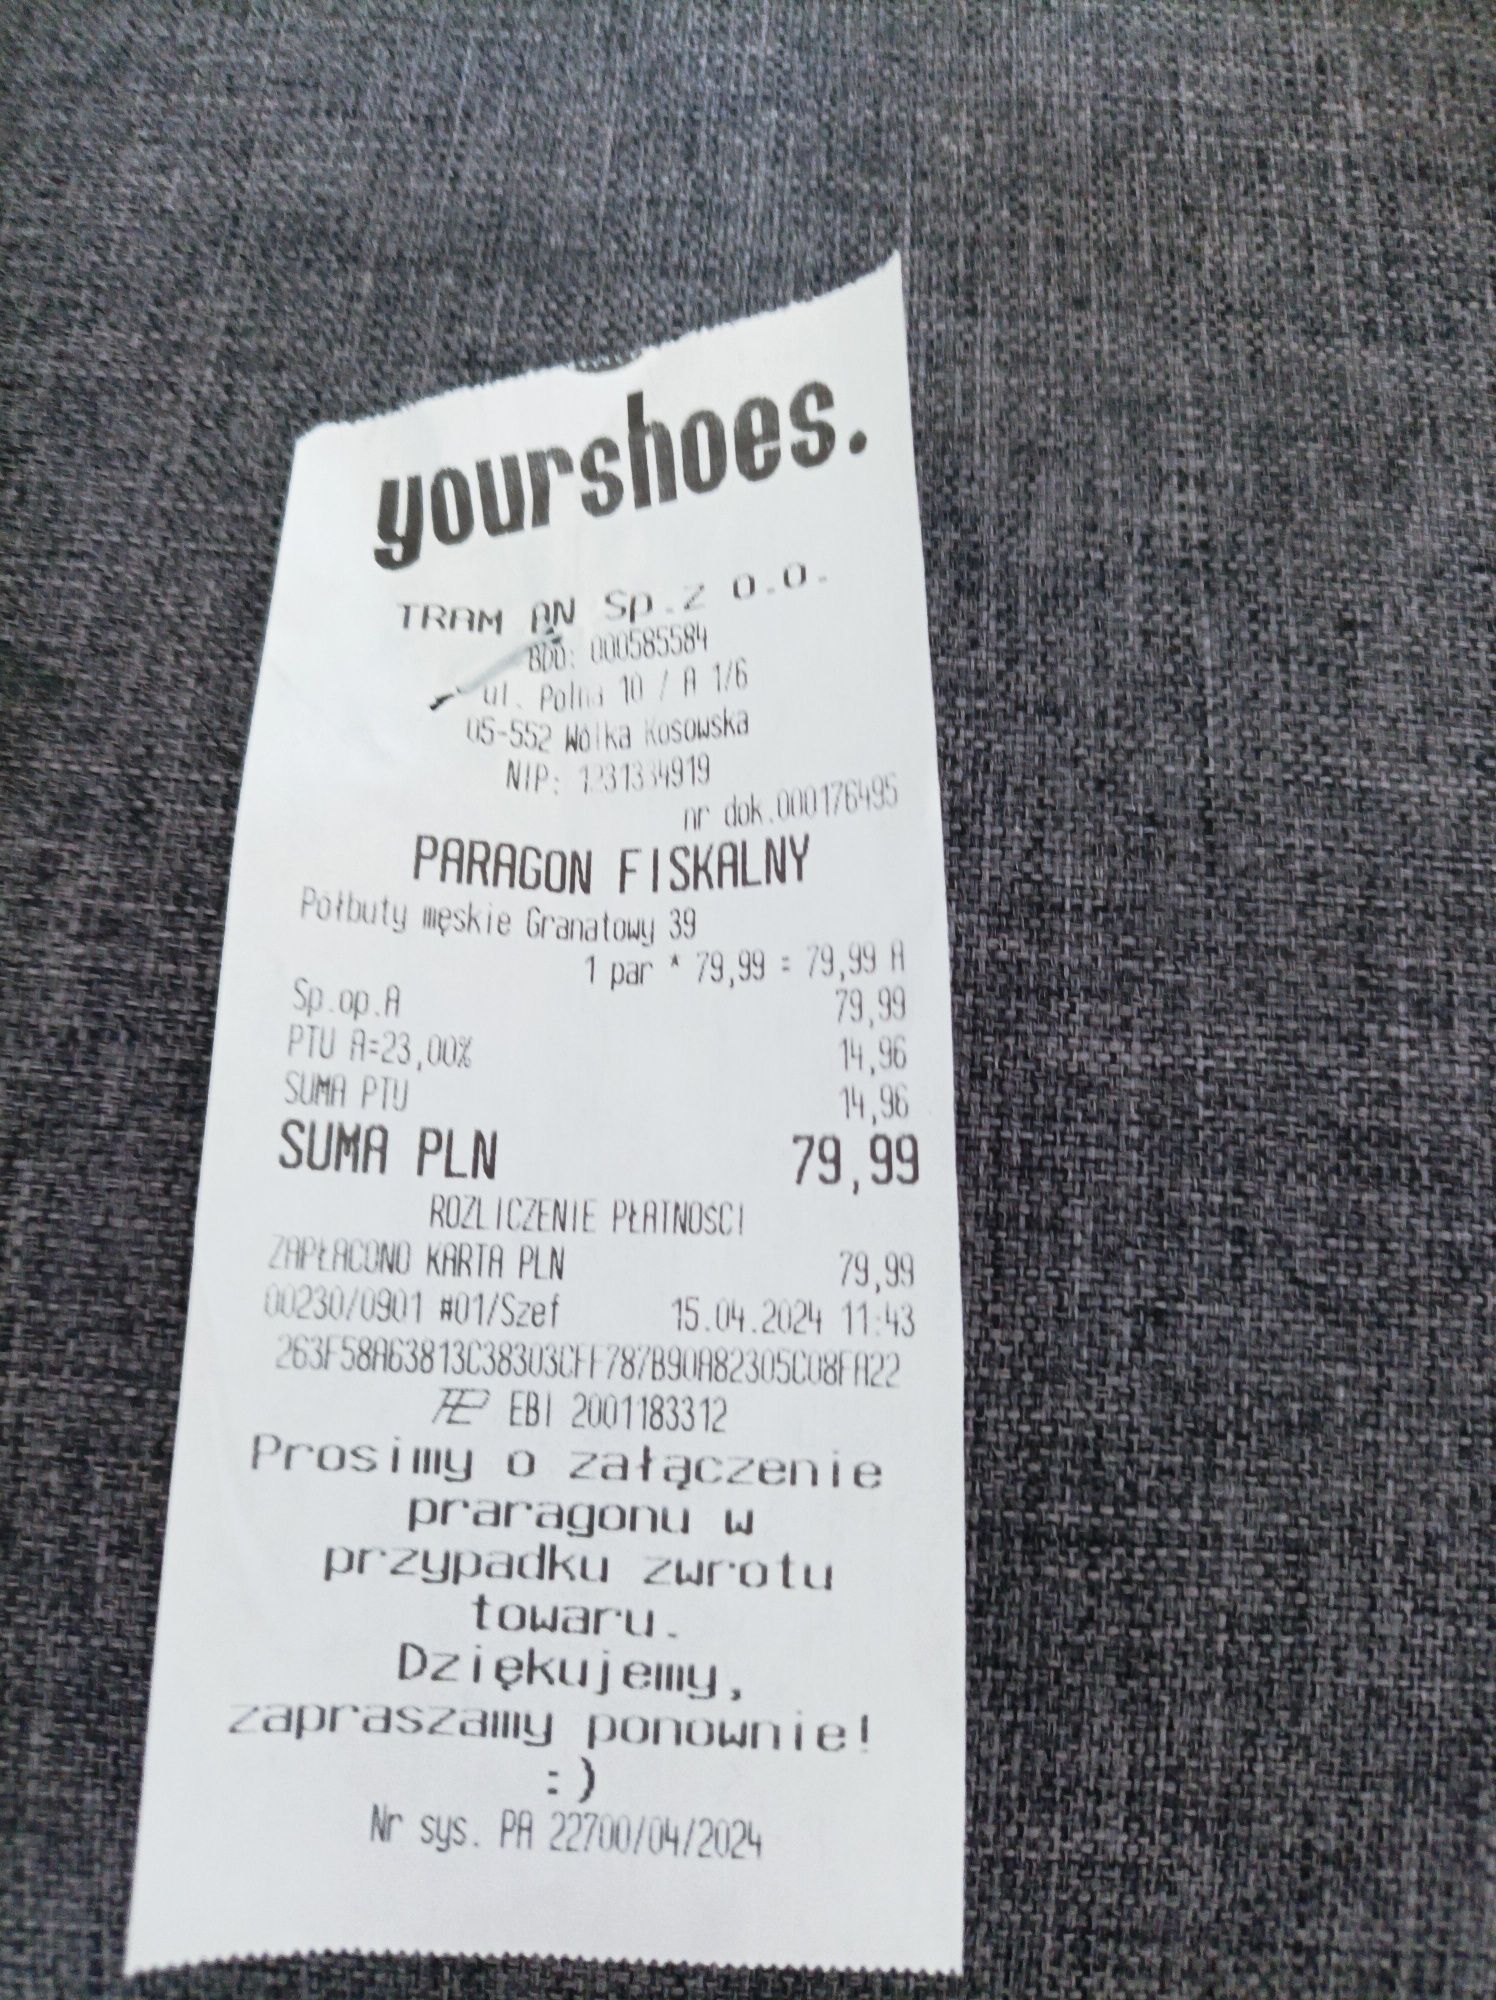 yourshoes.
TRAM AN Sp.z o.o.
BDO: 000585584
ul. Polna 10 / A 1/6
05-552 Wólka Kosowska
NIP: 1231334919
nr dok.000176495
PARAGON FISKALNY
Półbuty męskie Granatowy 39
1 par * 79,99 = 79,99 A
Sp.op.A 79,99
PTU A=23,00% 14,96
SUMA PTU 14,96
SUMA PLN 79,99
ROZLICZENIE PŁATNOŚCI
ZAPŁACONO KARTA PLN 79,99
00230/0901 #01/Szef 15.04.2024 11:43
263F58A63813C38303CFF787B90A82305C08FA22
EBI 2001183312
Prosimy o załączenie
praragonu w
przypadku zwrotu
towaru.
Dziękujemy,
zapraszamy ponownie!
:)
Nr sys. PA 22700/04/2024